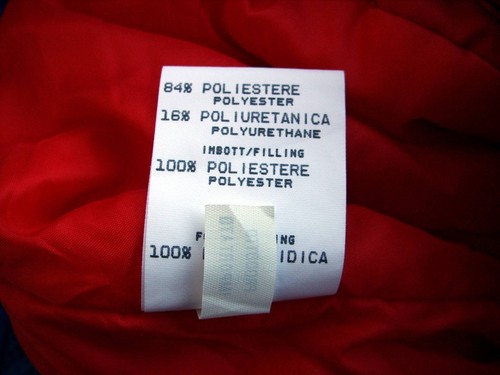 84% POLIESTERE
POLYESTER
16% POLIURETANICA
POLYURETHANE
IMBOTT/FILLING
100% POLIESTERE
POLYESTER
100% IDICA